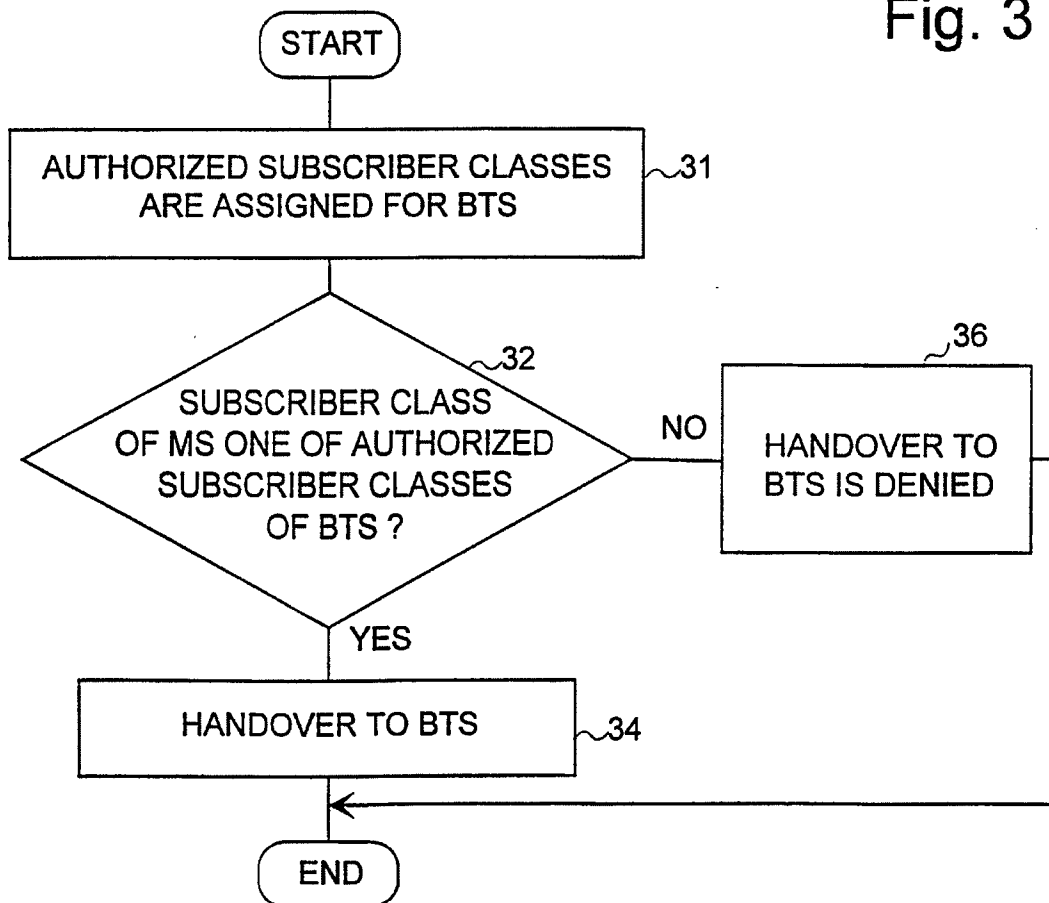 Fig. 3
START
AUTHORIZED SUBSCRIBER CLASSES
ARE ASSIGNED FOR BTS
31
32
SUBSCRIBER CLASS
OF MS ONE OF AUTHORIZED
SUBSCRIBER CLASSES
OF BTS ?
NO
36
HANDOVER TO
BTS IS DENIED
YES
HANDOVER TO BTS
34
END